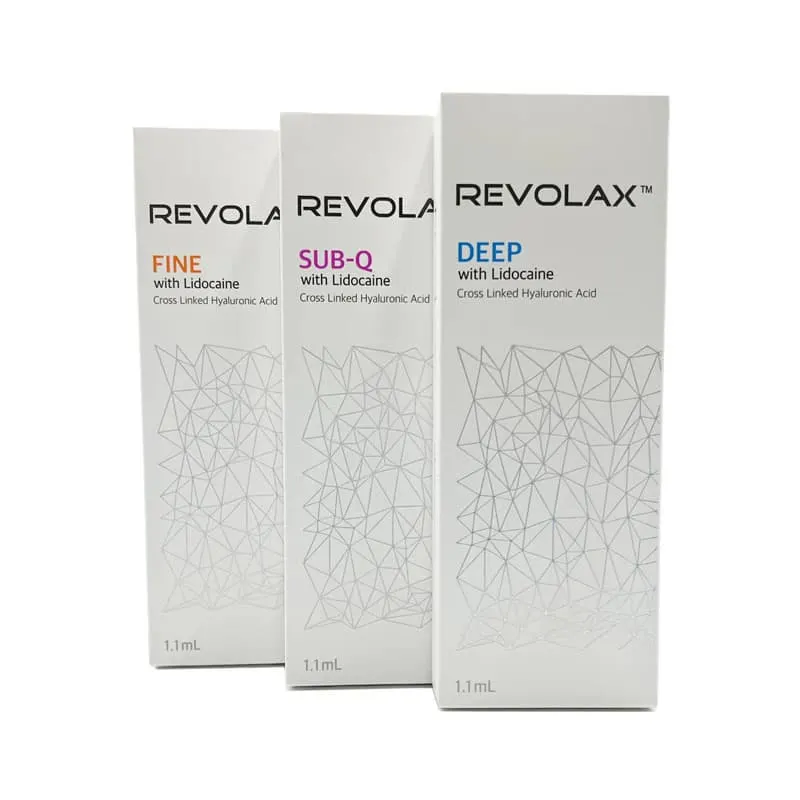 REVOLA
FINE
with Lidocaine
Cross Linked Hyaluronic Acid
1.1mL
REVOLA
SUB-Q
with Lidocaine
Cross Linked Hyaluronic Acid
1.1mL
REVOLAX™
DEEP
with Lidocaine
Cross Linked Hyaluronic Acid
1.1mL